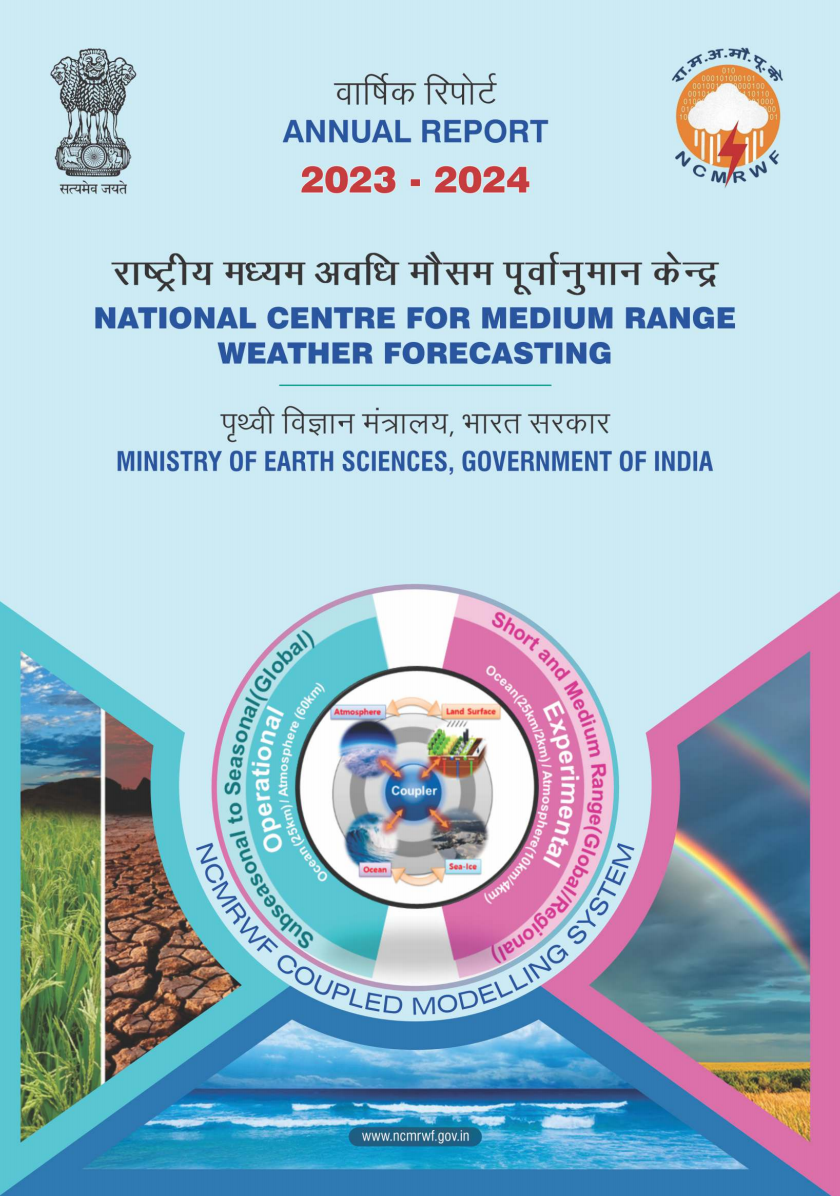 सत्यमेव जयते
वार्षिक रिपोर्ट
ANNUAL REPORT
2023 - 2024
रा.म.अ.मौ.पू.के
NCMRWF
राष्ट्रीय मध्यम अवधि मौसम पूर्वानुमान केन्द्र
NATIONAL CENTRE FOR MEDIUM RANGE
WEATHER FORECASTING
पृथ्वी विज्ञान मंत्रालय, भारत सरकार
MINISTRY OF EARTH SCIENCES, GOVERNMENT OF INDIA
Subseasonal to Seasonal(Global)
Operational
Ocean(25km)/ Atmosphere (60km)
Short and Medium Range(Global/Regional)
Experimental
Ocean(25km/2km)/ Atmosphere(10km/4km)
Atmosphere
Land Surface
Coupler
Ocean
Sea-ice
NCMRWF COUPLED MODELLING SYSTEM
www.ncmrwf.gov.in